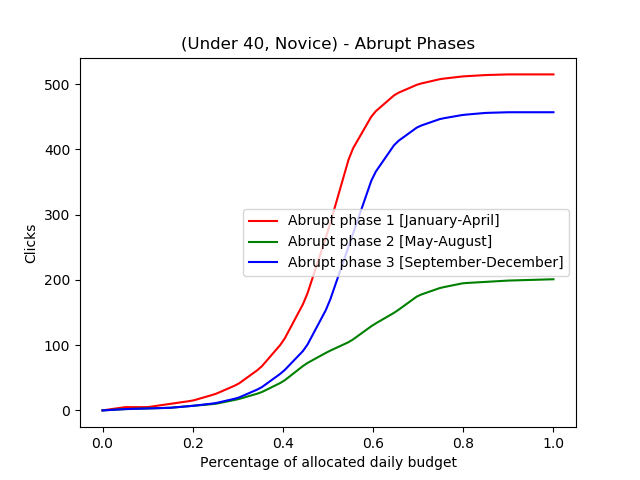 (Under 40, Novice) - Abrupt Phases
500
400
300
200
100
0
Clicks
Abrupt phase 1 [January-April]
Abrupt phase 2 [May-August]
Abrupt phase 3 [September-December]
0.0 0.2 0.4 0.6 0.8 1.0
Percentage of allocated daily budget